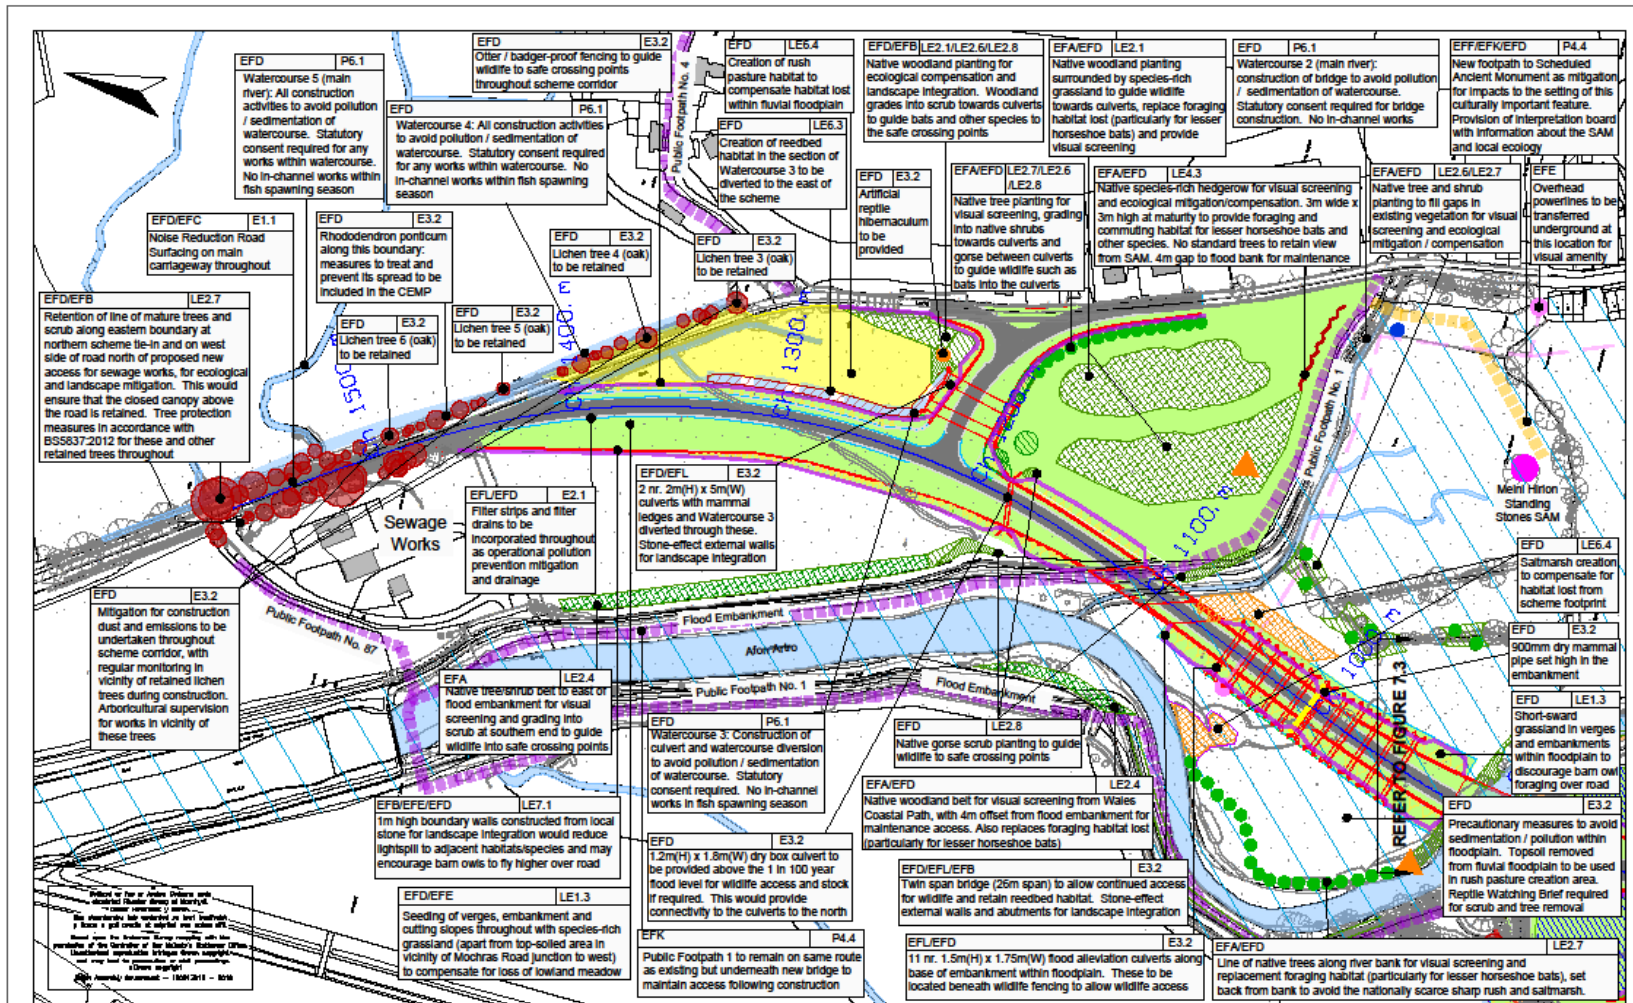 EFD E3.2
Otter / badger-proof fencing to guide
wildlife to safe crossing points
throughout scheme corridor
EFD LE6.4
Creation of rush
pasture habitat to
compensate habitat lost
within fluvial floodplain
EFD/EFB LE2.1/LE2.6/LE2.8
Native woodland planting for
ecological compensation and
landscape integration. Woodland
grades into scrub towards culverts
to guide bats and other species to
the safe crossing points
EFA/EFD LE2.1
Native woodland planting
surrounded by species-rich
grassland to guide wildlife
towards culverts, replace foraging
habitat lost (particularly for lesser
horseshoe bats) and provide
visual screening
EFD P6.1
Watercourse 2 (main river):
construction of bridge to avoid pollution
/ sedimentation of watercourse.
Statutory consent required for bridge
construction. No in-channel works
EFF/EFK/EFD P4.4
New footpath to Scheduled
Ancient Monument as mitigation
for impacts to the setting of this
culturally important feature.
Provision of interpretation board
with information about the SAM
and local ecology
EFD P6.1
Watercourse 5 (main
river): All construction
activities to avoid pollution
/ sedimentation of
watercourse. Statutory
consent required for any
works within watercourse.
No in-channel works within
fish spawning season
EFD P6.1
Watercourse 4: All construction activities
to avoid pollution / sedimentation of
watercourse. Statutory consent required
for any works within watercourse. No
in-channel works within fish spawning
season
Public Footpath No. 4
EFD LE6.3
Creation of reedbed
habitat in the section of
Watercourse 3 to be
diverted to the east of
the scheme
EFD E3.2
Artificial
reptile
hibernaculum
to be
provided
EFA/EFD LE2.7/LE2.6
/LE2.8
Native tree planting for
visual screening, grading
into native shrubs
towards culverts and
gorse between culverts
to guide wildlife such as
bats into the culverts
EFA/EFD LE4.3
Native species-rich hedgerow for visual screening
and ecological mitigation/compensation. 3m wide x
3m high at maturity to provide foraging and
commuting habitat for lesser horseshoe bats and
other species. No standard trees to retain view
from SAM. 4m gap to flood bank for maintenance
EFA/EFD LE2.6/LE2.7
Native tree and shrub
planting to fill gaps in
existing vegetation for visual
screening and ecological
mitigation / compensation
EFE
Overhead
powerlines to be
transferred
underground at
this location for
visual amenity
EFD/EFC E1.1
Noise Reduction Road
Surfacing on main
carriageway throughout
EFD E3.2
Rhododendron ponticum
along this boundary:
measures to treat and
prevent its spread to be
included in the CEMP
EFD E3.2
Lichen tree 4 (oak)
to be retained
EFD E3.2
Lichen tree 3 (oak)
to be retained
EFD/EFB LE2.7
Retention of line of mature trees and
scrub along eastern boundary at
northern scheme tie-in and on west
side of road north of proposed new
access for sewage works, for ecological
and landscape mitigation. This would
ensure that the closed canopy above
the road is retained. Tree protection
measures in accordance with
BS5837:2012 for these and other
retained trees throughout
EFD E3.2
Lichen tree 6 (oak)
to be retained
EFD E3.2
Lichen tree 5 (oak)
to be retained
Public Footpath No. 1
Meini Hirion
Standing
Stones SAM
Sewage
Works
EFL/EFD E2.1
Filter strips and filter
drains to be
incorporated throughout
as operational pollution
prevention mitigation
and drainage
EFD/EFL E3.2
2 nr. 2m(H) x 5m(W)
culverts with mammal
ledges and Watercourse 3
diverted through these.
Stone-effect external walls
for landscape integration
EFD LE6.4
Saltmarsh creation
to compensate for
habitat lost from
scheme footprint
EFD E3.2
Mitigation for construction
dust and emissions to be
undertaken throughout
scheme corridor, with
regular monitoring in
vicinity of retained lichen
trees during construction.
Arboricultural supervision
for works in vicinity of
these trees
Public Footpath No. 87
Flood Embankment
Afon Artro
Public Footpath No. 1
Flood Embankment
EFD E3.2
900mm dry mammal
pipe set high in the
embankment
EFA LE2.4
Native tree/shrub belt to east of
flood embankment for visual
screening and grading into
scrub at southern end to guide
wildlife into safe crossing points
EFD P6.1
Watercourse 3: Construction of
culvert and watercourse diversion
to avoid pollution / sedimentation
of watercourse. Statutory
consent required. No in-channel
works in fish spawning season
EFD LE2.8
Native gorse scrub planting to guide
wildlife to safe crossing points
EFD LE1.3
Short-sward
grassland in verges
and embankments
within floodplain to
discourage barn owl
foraging over road
REFER TO FIGURE 7.3
EFA/EFD LE2.4
Native woodland belt for visual screening from Wales
Coastal Path, with 4m offset from flood embankment for
maintenance access. Also replaces foraging habitat lost
(particularly for lesser horseshoe bats)
EFB/EFE/EFD LE7.1
1m high boundary walls constructed from local
stone for landscape integration would reduce
lightspill to adjacent habitats/species and may
encourage barn owls to fly higher over road
EFD E3.2
1.2m(H) x 1.8m(W) dry box culvert to
be provided above the 1 in 100 year
flood level for wildlife access and stock
if required. This would provide
connectivity to the culverts to the north
EFD E3.2
Precautionary measures to avoid
sedimentation / pollution within
floodplain. Topsoil removed
from fluvial floodplain to be used
in rush pasture creation area.
Reptile Watching Brief required
for scrub and tree removal
EFD/EFL/EFB E3.2
Twin span bridge (26m span) to allow continued access
for wildlife and retain reedbed habitat. Stone-effect
external walls and abutments for landscape integration
EFD/EFE LE1.3
Seeding of verges, embankment and
cutting slopes throughout with species-rich
grassland (apart from top-soiled area in
vicinity of Mochras Road junction to west)
to compensate for loss of lowland meadow
EFK P4.4
Public Footpath 1 to remain on same route
as existing but underneath new bridge to
maintain access following construction
EFL/EFD E3.2
11 nr. 1.5m(H) x 1.75m(W) flood alleviation culverts along
base of embankment within floodplain. These to be
located beneath wildlife fencing to allow wildlife access
EFA/EFD LE2.7
Line of native trees along river bank for visual screening and
replacement foraging habitat (particularly for lesser horseshoe bats), set
back from bank to avoid the nationally scarce sharp rush and saltmarsh.